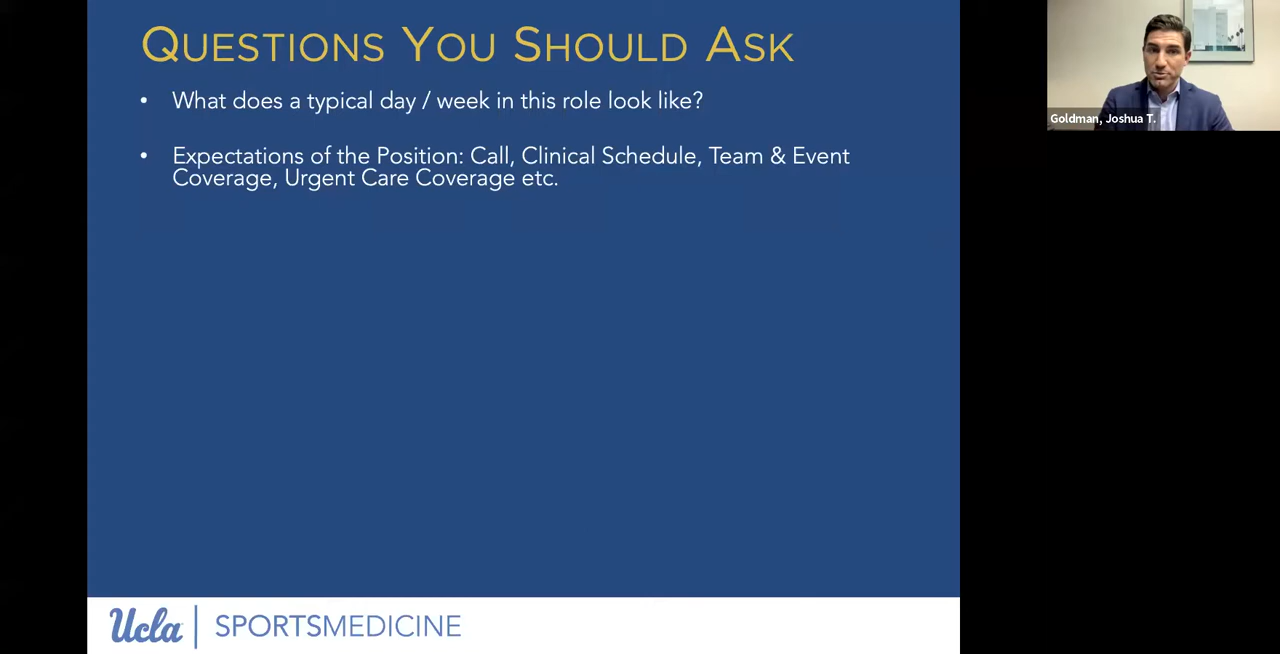 QUESTIONS YOU SHOULD ASK
• What does a typical day / week in this role look like?
• Expectations of the Position: Call, Clinical Schedule, Team & Event
Coverage, Urgent Care Coverage etc.
Goldman, Joshua T.
Ucla | SPORTSMEDICINE